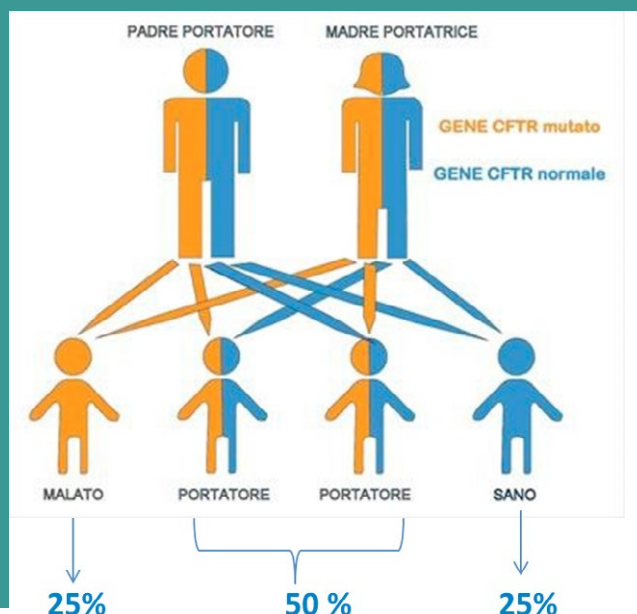 PADRE PORTATORE
MADRE PORTATRICE
GENE CFTR mutato
GENE CFTR normale
MALATO
PORTATORE
PORTATORE
SANO
25%
50 %
25%